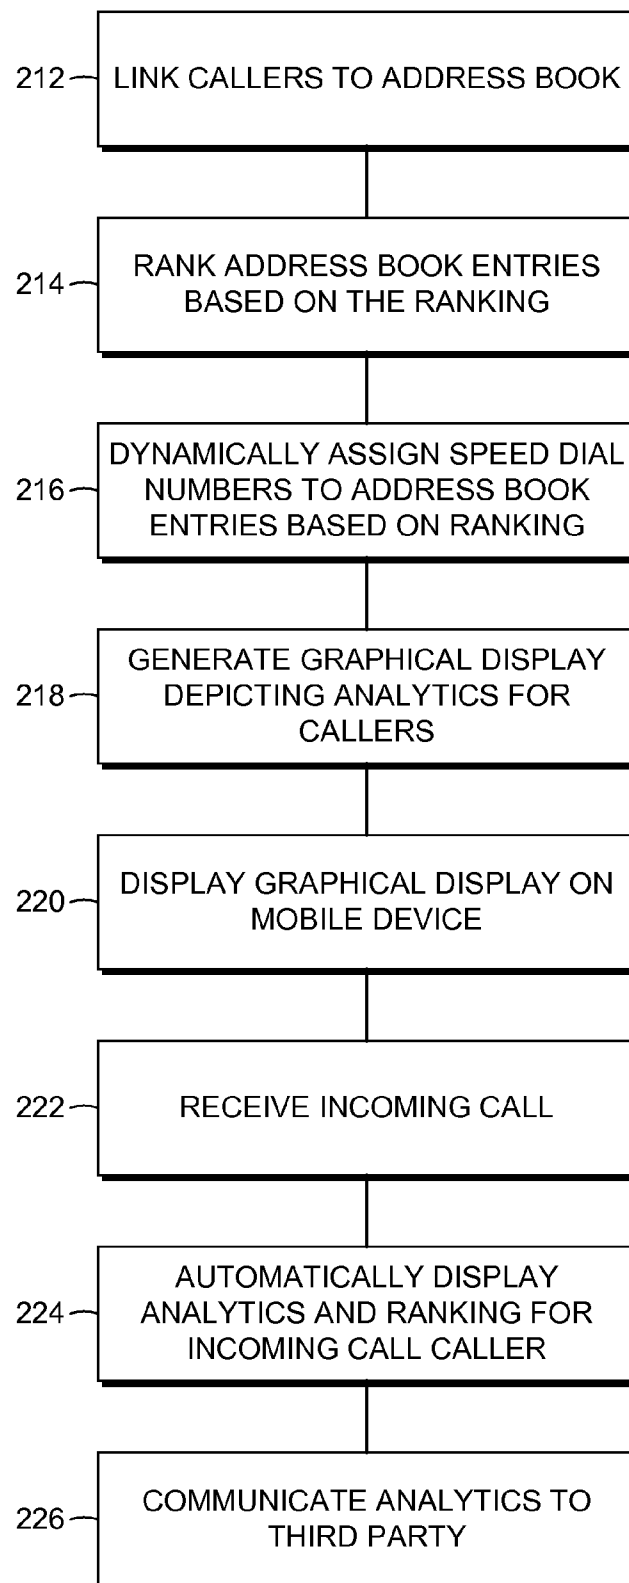 212 LINK CALLERS TO ADDRESS BOOK
RANK ADDRESS BOOK ENTRIES
214 BASED ON THE RANKING
DYNAMICALLY ASSIGN SPEED DIAL
216 NUMBERS TO ADDRESS BOOK
ENTRIES BASED ON RANKING
GENERATE GRAPHICAL DISPLAY
218 DEPICTING ANALYTICS FOR
CALLERS
DISPLAY GRAPHICAL DISPLAY ON
220 MOBILE DEVICE
222 RECEIVE INCOMING CALL
AUTOMATICALLY DISPLAY
224 ANALYTICS AND RANKING FOR
INCOMING CALL CALLER
COMMUNICATE ANALYTICS TO
226 THIRD PARTY